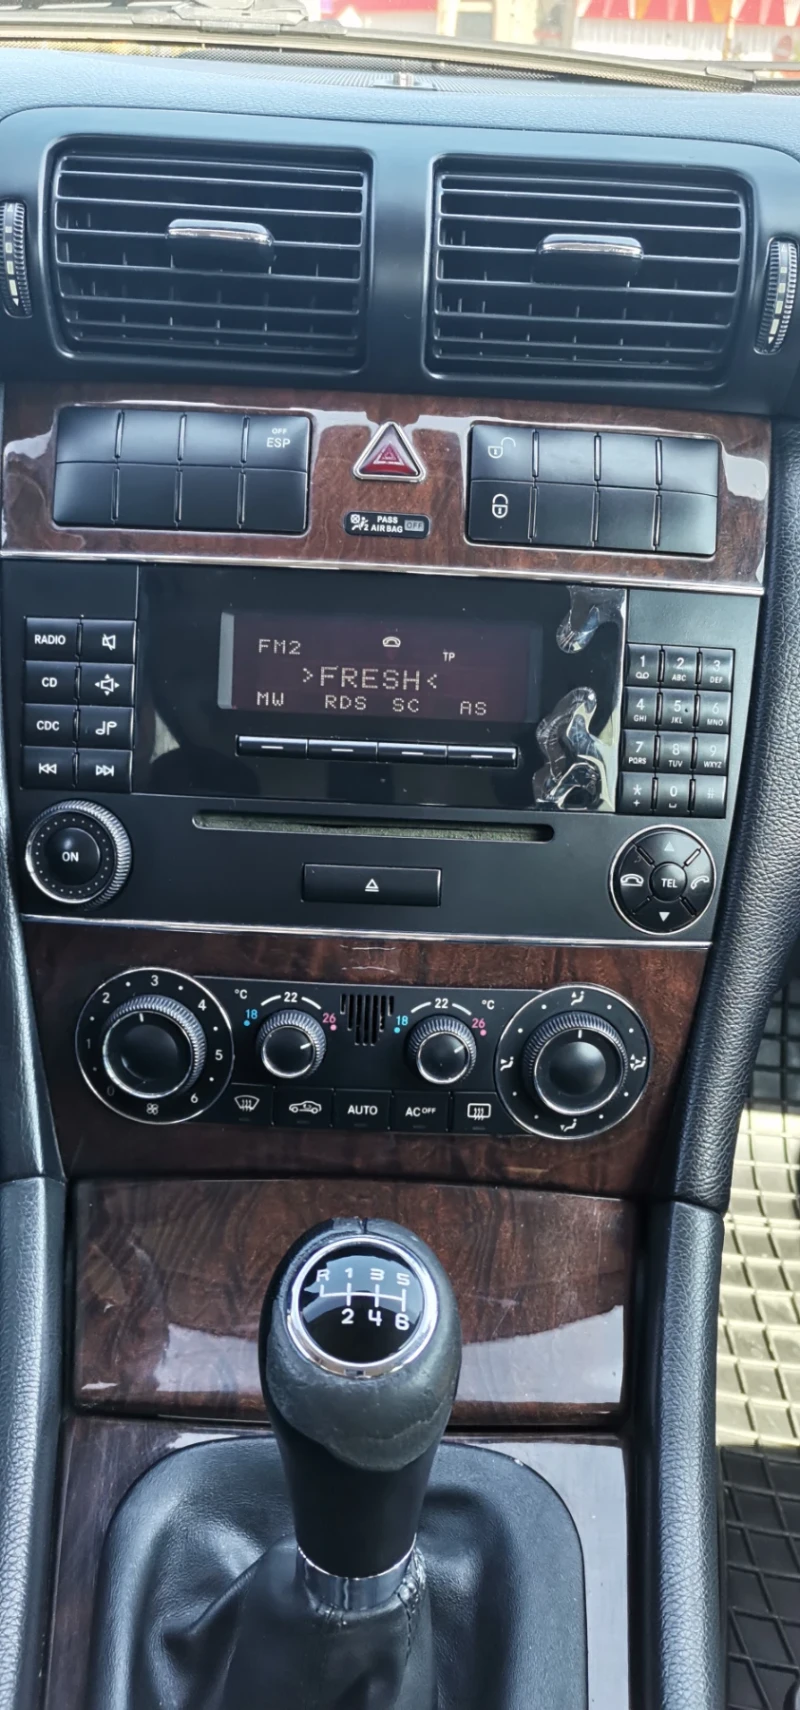 OFF
ESP
PASS
AIRBAG OFF
2
RADIO
CD
CDC
FM2
TP
>FRESH<
MW RDS SC AS
1 2 ABC 3 DEF
4 GHI 5 JKL 6 MNO
7 PQRS 8 TUV 9 WXYZ
* + 0 #
ON
TEL
0 1 2 3 4 5 6
°C 18 22 26
18 22 26 °C
AUTO
AC OFF
R 1 3 5
2 4 6